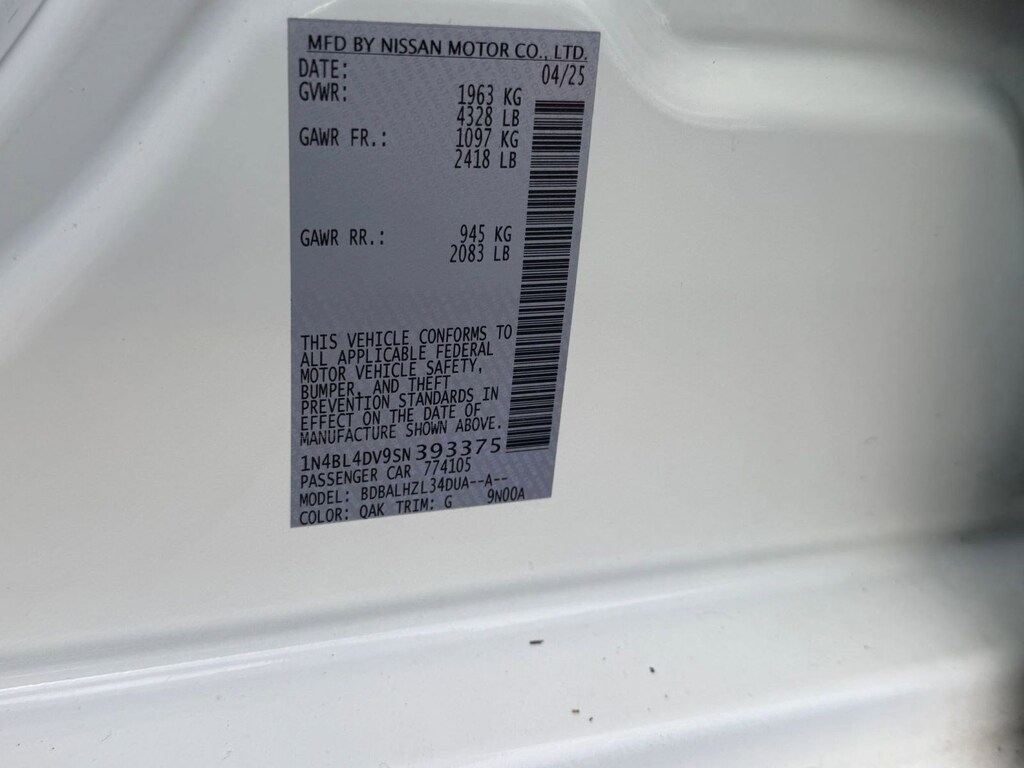 MFD BY NISSAN MOTOR CO., LTD.
DATE: 04/25
GVWR: 1963 KG
4328 LB
GAWR FR.: 1097 KG
2418 LB
GAWR RR.: 945 KG
2083 LB
THIS VEHICLE CONFORMS TO
ALL APPLICABLE FEDERAL
MOTOR VEHICLE SAFETY,
BUMPER, AND THEFT
PREVENTION STANDARDS IN
EFFECT ON THE DATE OF
MANUFACTURE SHOWN ABOVE.
1N4BL4DV9SN393375
PASSENGER CAR 774105
MODEL: BDBALHZL34DUA--A--
COLOR: QAK TRIM: G 9N00A